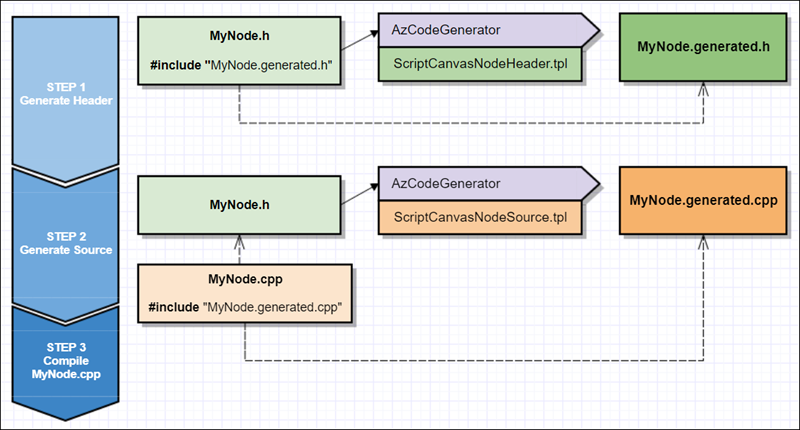 STEP 1
Generate Header
MyNode.h
#include "MyNode.generated.h"
AzCodeGenerator
ScriptCanvasNodeHeader.tpl
MyNode.generated.h
STEP 2
Generate Source
MyNode.h
AzCodeGenerator
ScriptCanvasNodeSource.tpl
MyNode.generated.cpp
MyNode.cpp
#include "MyNode.generated.cpp"
STEP 3
Compile
MyNode.cpp